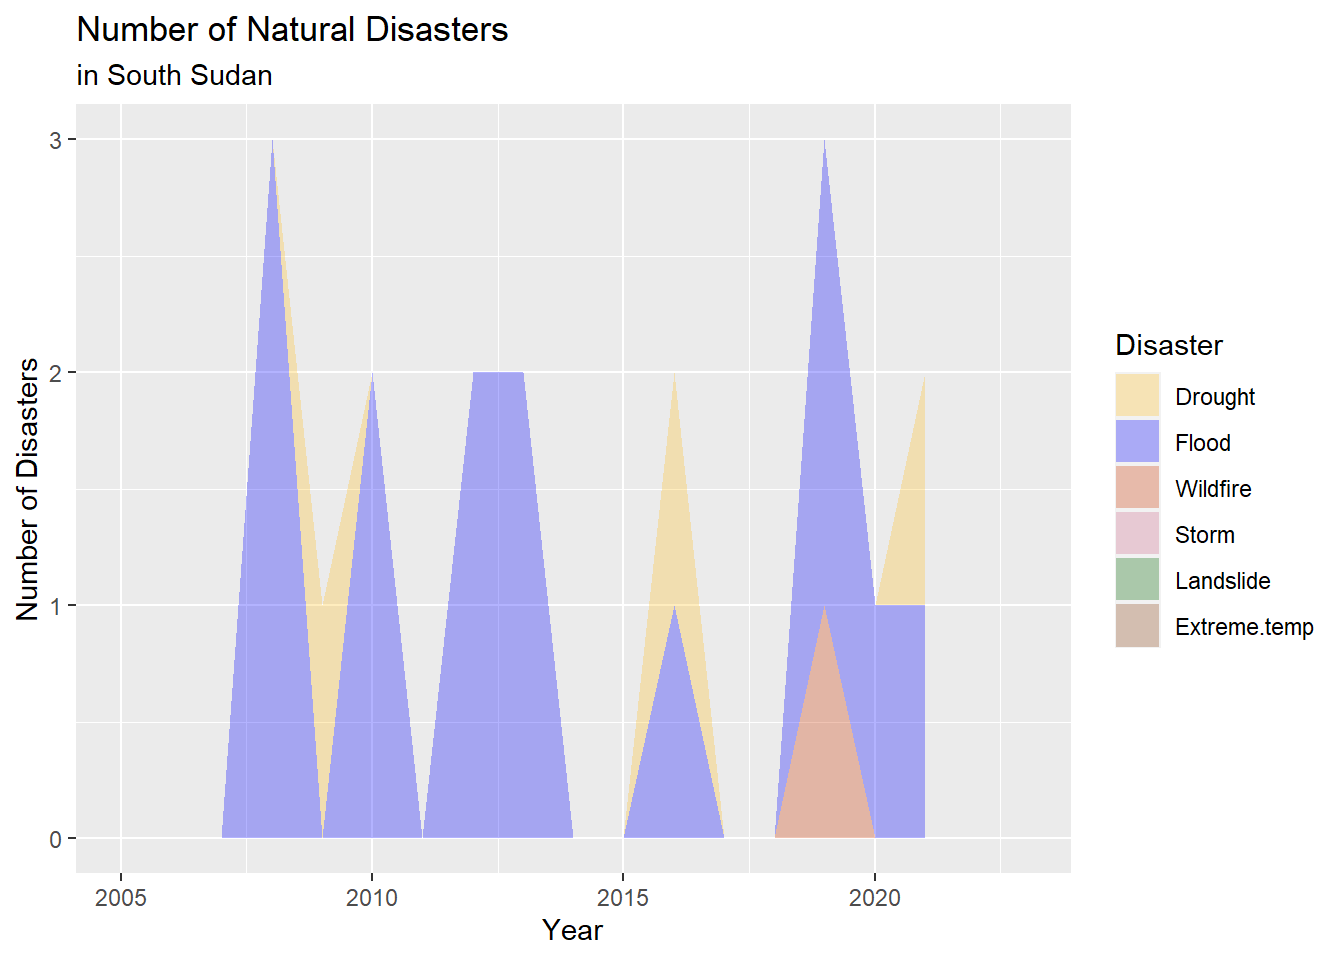 Number of Natural Disasters
in South Sudan
3
2
1
0
Number of Disasters
2005
2010
2015
2020
Year
Disaster
Drought
Flood
Wildfire
Storm
Landslide
Extreme.temp